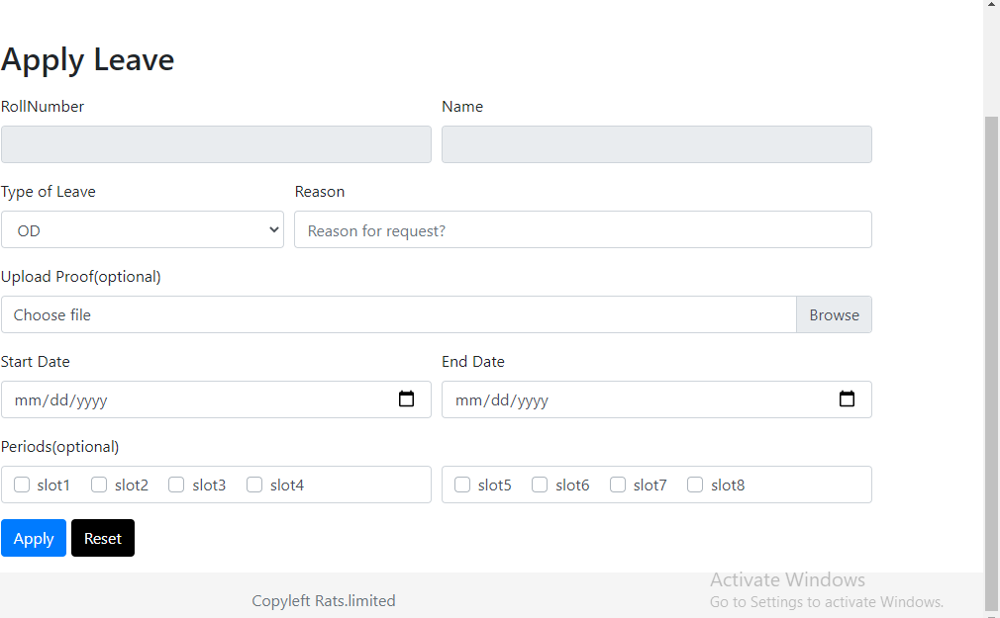 Apply Leave
RollNumber Name
Type of Leave Reason
OD Reason for request?
Upload Proof(optional)
Choose file Browse
Start Date End Date
mm/dd/yyyy mm/dd/yyyy
Periods(optional)
slot1 slot2 slot3 slot4 slot5 slot6 slot7 slot8
Apply Reset
Activate Windows
Copyleft Rats.limited Go to Settings to activate Windows.